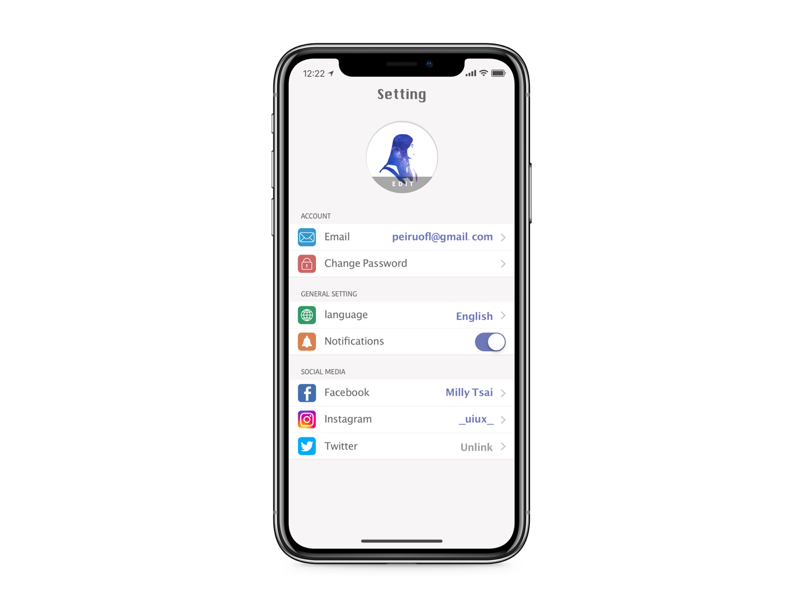 12:22
Setting
EDIT
ACCOUNT
Email peiruofl@gmail.com
Change Password
GENERAL SETTING
language English
Notifications
SOCIAL MEDIA
Facebook Milly Tsai
Instagram _uiux_
Twitter Unlink